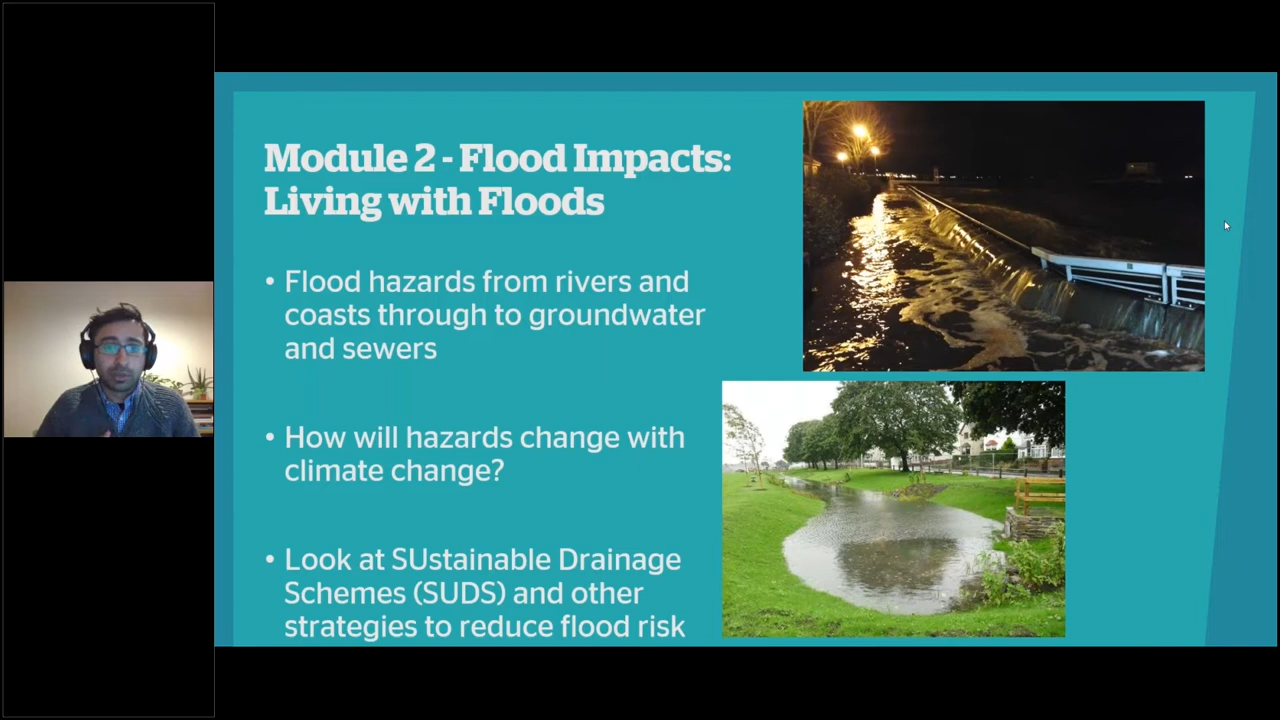 Module 2 - Flood Impacts:
Living with Floods
• Flood hazards from rivers and
coasts through to groundwater
and sewers
• How will hazards change with
climate change?
• Look at SUstainable Drainage
Schemes (SUDS) and other
strategies to reduce flood risk